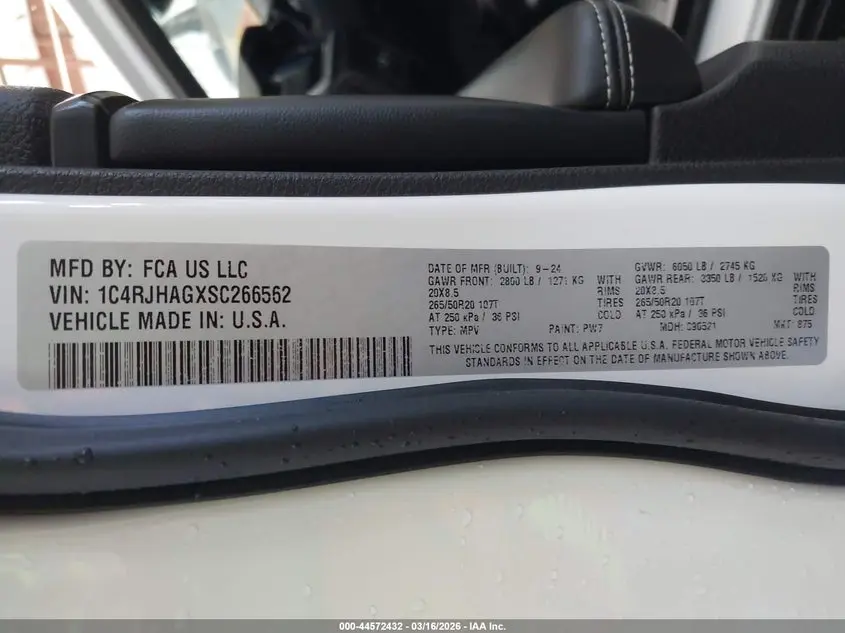 MFD BY: FCA US LLC
VIN: 1C4RJHAGXSC266562
VEHICLE MADE IN: U.S.A.
DATE OF MFR (BUILT): 9-24 GVWR: 6050 LB / 2745 KG
GAWR FRONT: 2800 LB / 1271 KG WITH GAWR REAR: 3350 LB / 1520 KG WITH
20X8.5 RIMS 20X8.5 RIMS
265/50R20 107T TIRES 265/50R20 107T TIRES
AT 250 kPa / 36 PSI COLD AT 250 kPa / 36 PSI COLD
TYPE: MPV PAINT: PW7 MDH:
THIS VEHICLE CONFORMS TO ALL APPLICABLE U.S.A. FEDERAL MOTOR VEHICLE SAFETY
STANDARDS IN EFFECT ON THE DATE OF MANUFACTURE SHOWN ABOVE.
000-44572432 - 03/16/2026 - IAA Inc.